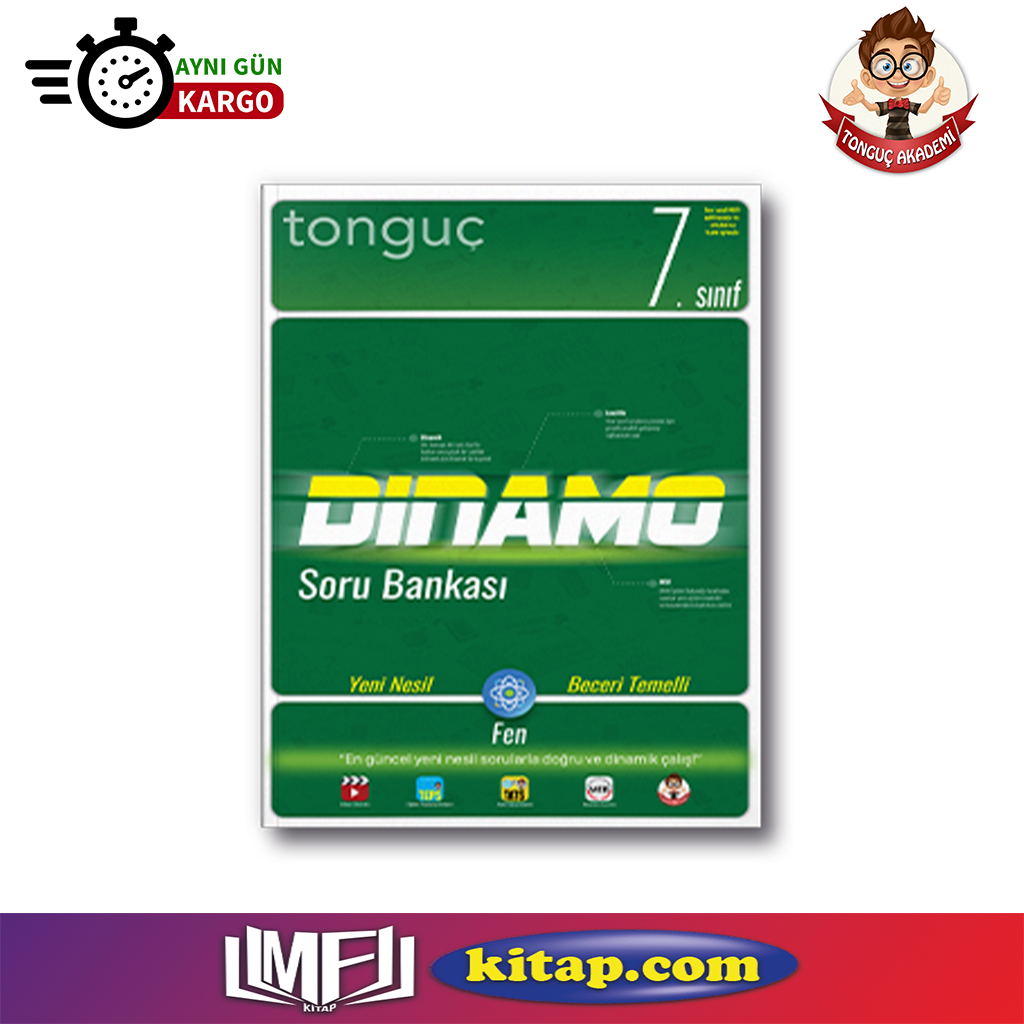 AYNI GÜN
KARGO
TONGUÇ AKADEMİ
tonguç
7. sınıf
DINAMO
Soru Bankası
Yeni Nesil
Beceri Temelli
Fen
"En güncel yeni nesil sorularla doğru ve dinamik çalış!"
MFİ
KİTAP
kitap.com